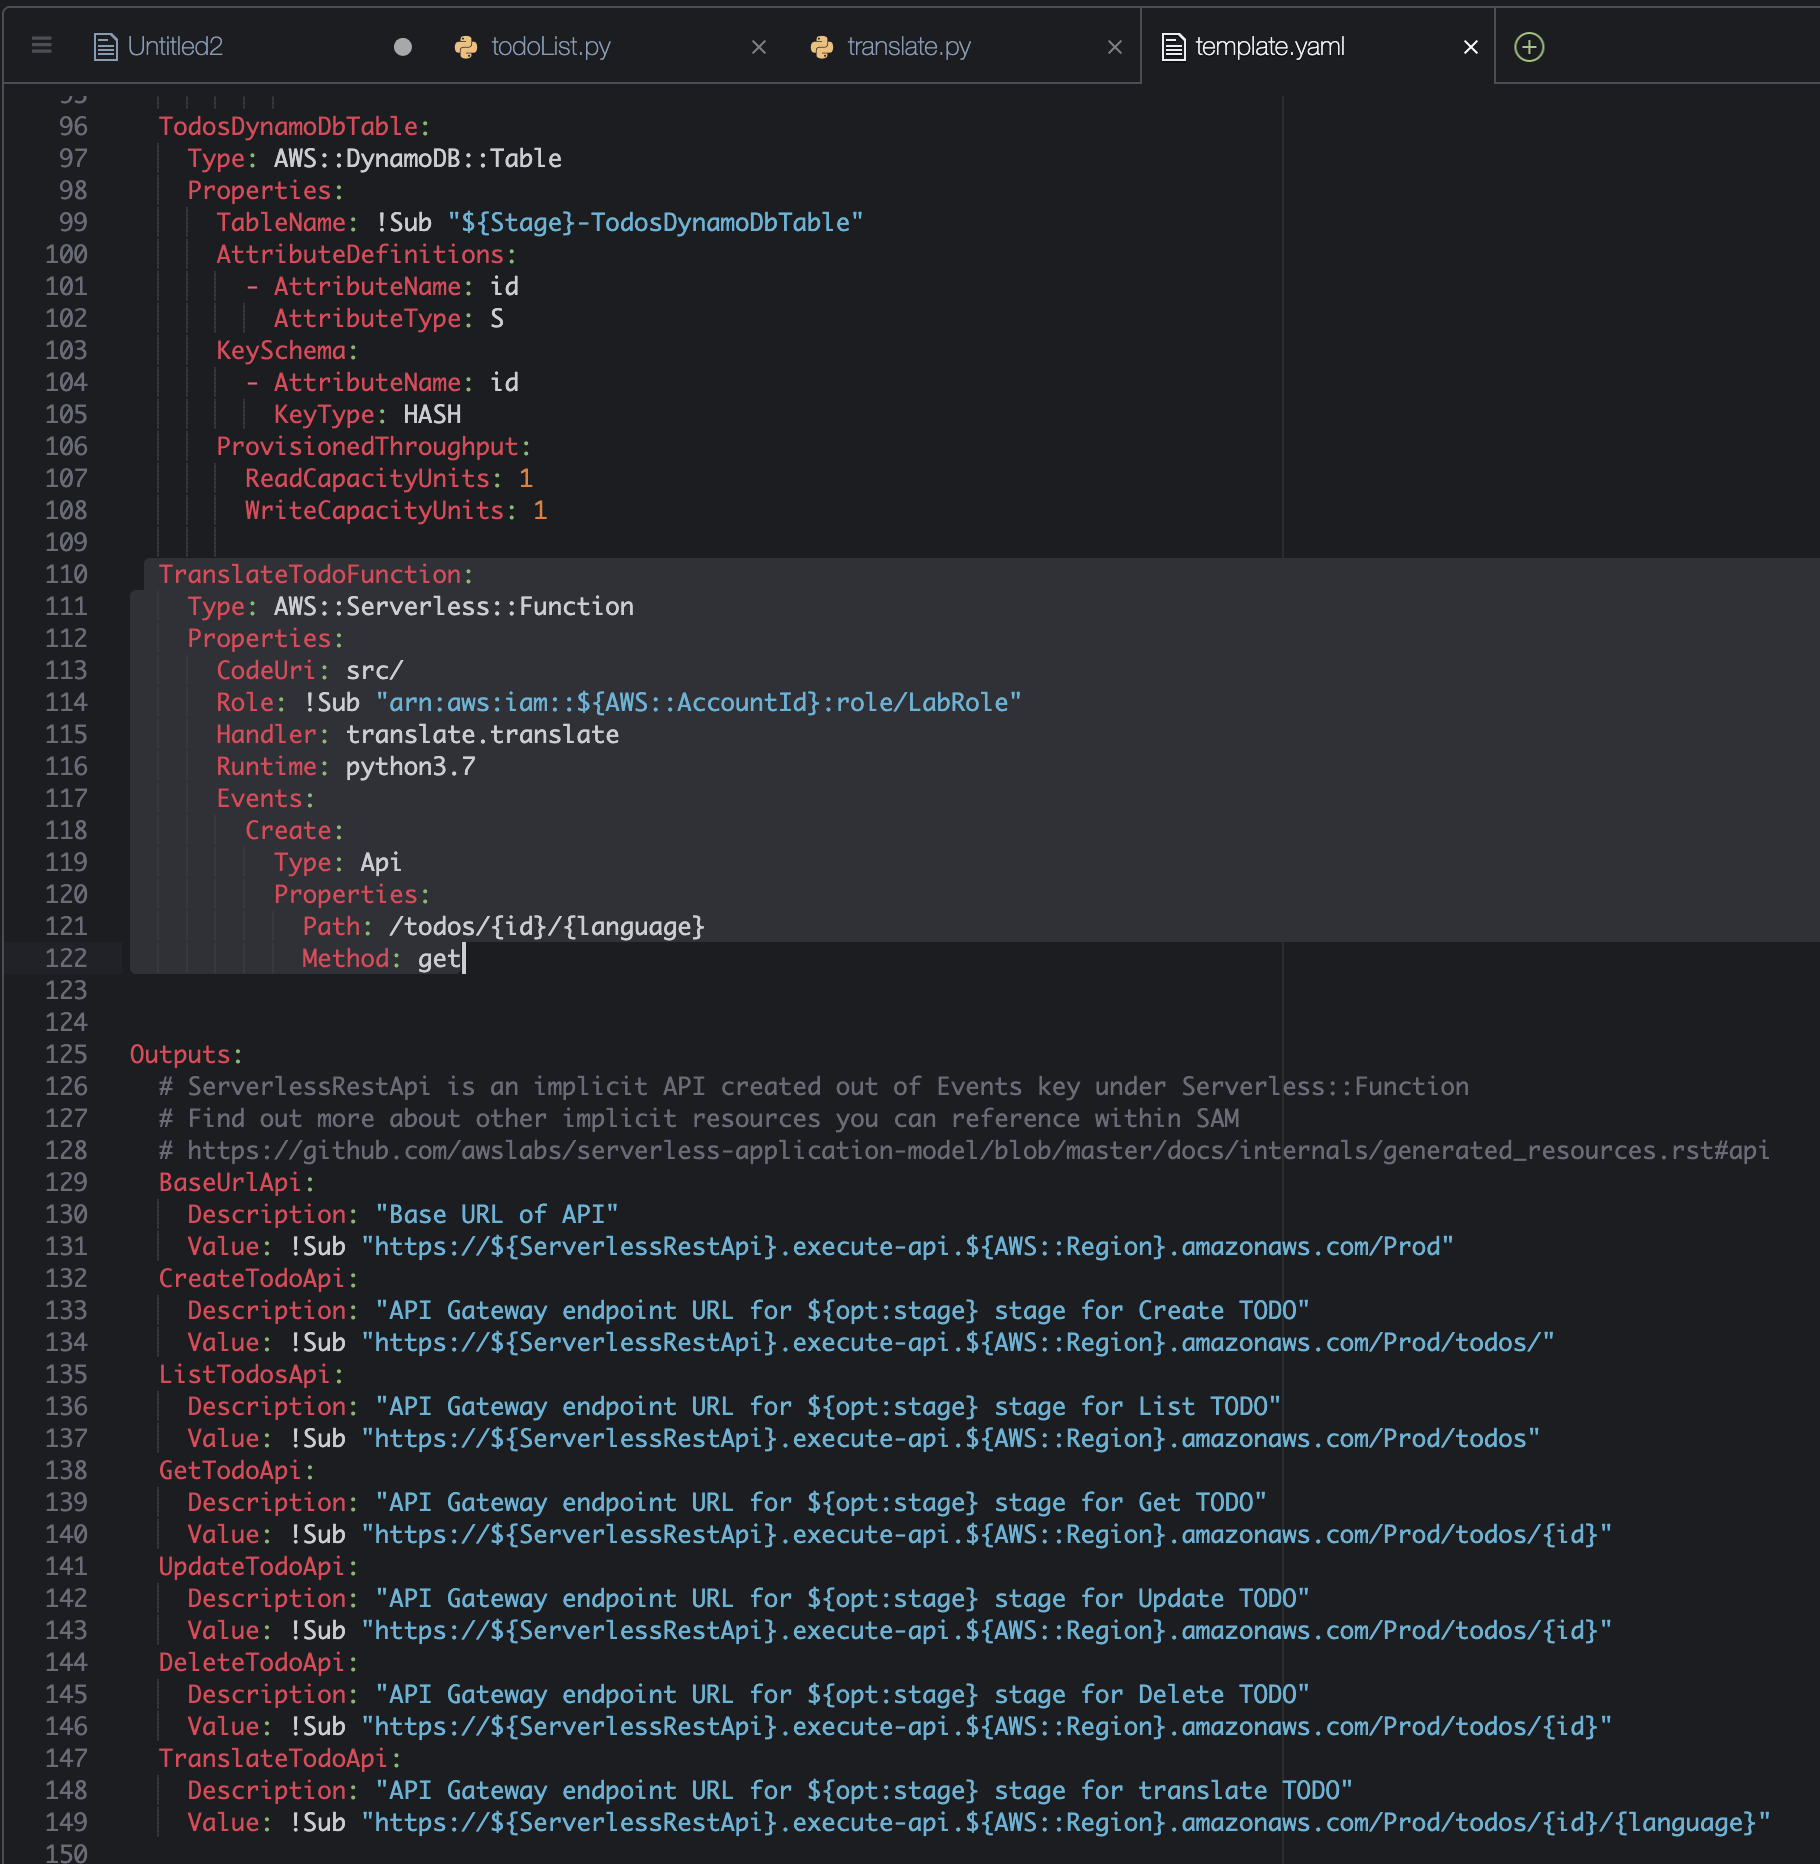 Untitled2 todoList.py translate.py template.yaml
95
96 TodosDynamoDbTable:
97 Type: AWS::DynamoDB::Table
98 Properties:
99 TableName: !Sub "${Stage}-TodosDynamoDbTable"
100 AttributeDefinitions:
101 - AttributeName: id
102 AttributeType: S
103 KeySchema:
104 - AttributeName: id
105 KeyType: HASH
106 ProvisionedThroughput:
107 ReadCapacityUnits: 1
108 WriteCapacityUnits: 1
109
110 TranslateTodoFunction:
111 Type: AWS::Serverless::Function
112 Properties:
113 CodeUri: src/
114 Role: !Sub "arn:aws:iam::${AWS::AccountId}:role/LabRole"
115 Handler: translate.translate
116 Runtime: python3.7
117 Events:
118 Create:
119 Type: Api
120 Properties:
121 Path: /todos/{id}/{language}
122 Method: get
123
124
125 Outputs:
126 # ServerlessRestApi is an implicit API created out of Events key under Serverless::Function
127 # Find out more about other implicit resources you can reference within SAM
128 # https://github.com/awslabs/serverless-application-model/blob/master/docs/internals/generated_resources.rst#api
129 BaseUrlApi:
130 Description: "Base URL of API"
131 Value: !Sub "https://${ServerlessRestApi}.execute-api.${AWS::Region}.amazonaws.com/Prod"
132 CreateTodoApi:
133 Description: "API Gateway endpoint URL for ${opt:stage} stage for Create TODO"
134 Value: !Sub "https://${ServerlessRestApi}.execute-api.${AWS::Region}.amazonaws.com/Prod/todos/"
135 ListTodosApi:
136 Description: "API Gateway endpoint URL for ${opt:stage} stage for List TODO"
137 Value: !Sub "https://${ServerlessRestApi}.execute-api.${AWS::Region}.amazonaws.com/Prod/todos"
138 GetTodoApi:
139 Description: "API Gateway endpoint URL for ${opt:stage} stage for Get TODO"
140 Value: !Sub "https://${ServerlessRestApi}.execute-api.${AWS::Region}.amazonaws.com/Prod/todos/{id}"
141 UpdateTodoApi:
142 Description: "API Gateway endpoint URL for ${opt:stage} stage for Update TODO"
143 Value: !Sub "https://${ServerlessRestApi}.execute-api.${AWS::Region}.amazonaws.com/Prod/todos/{id}"
144 DeleteTodoApi:
145 Description: "API Gateway endpoint URL for ${opt:stage} stage for Delete TODO"
146 Value: !Sub "https://${ServerlessRestApi}.execute-api.${AWS::Region}.amazonaws.com/Prod/todos/{id}"
147 TranslateTodoApi:
148 Description: "API Gateway endpoint URL for ${opt:stage} stage for translate TODO"
149 Value: !Sub "https://${ServerlessRestApi}.execute-api.${AWS::Region}.amazonaws.com/Prod/todos/{id}/{language}"
150